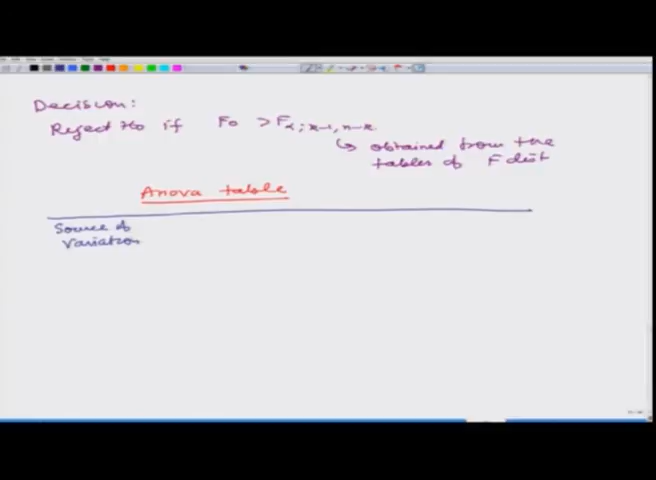 Decision:
Reject H0 if F0 > Fα; k-1, n-k.
↳ obtained from the
tables of F dist
Anova table
Source of
Variation